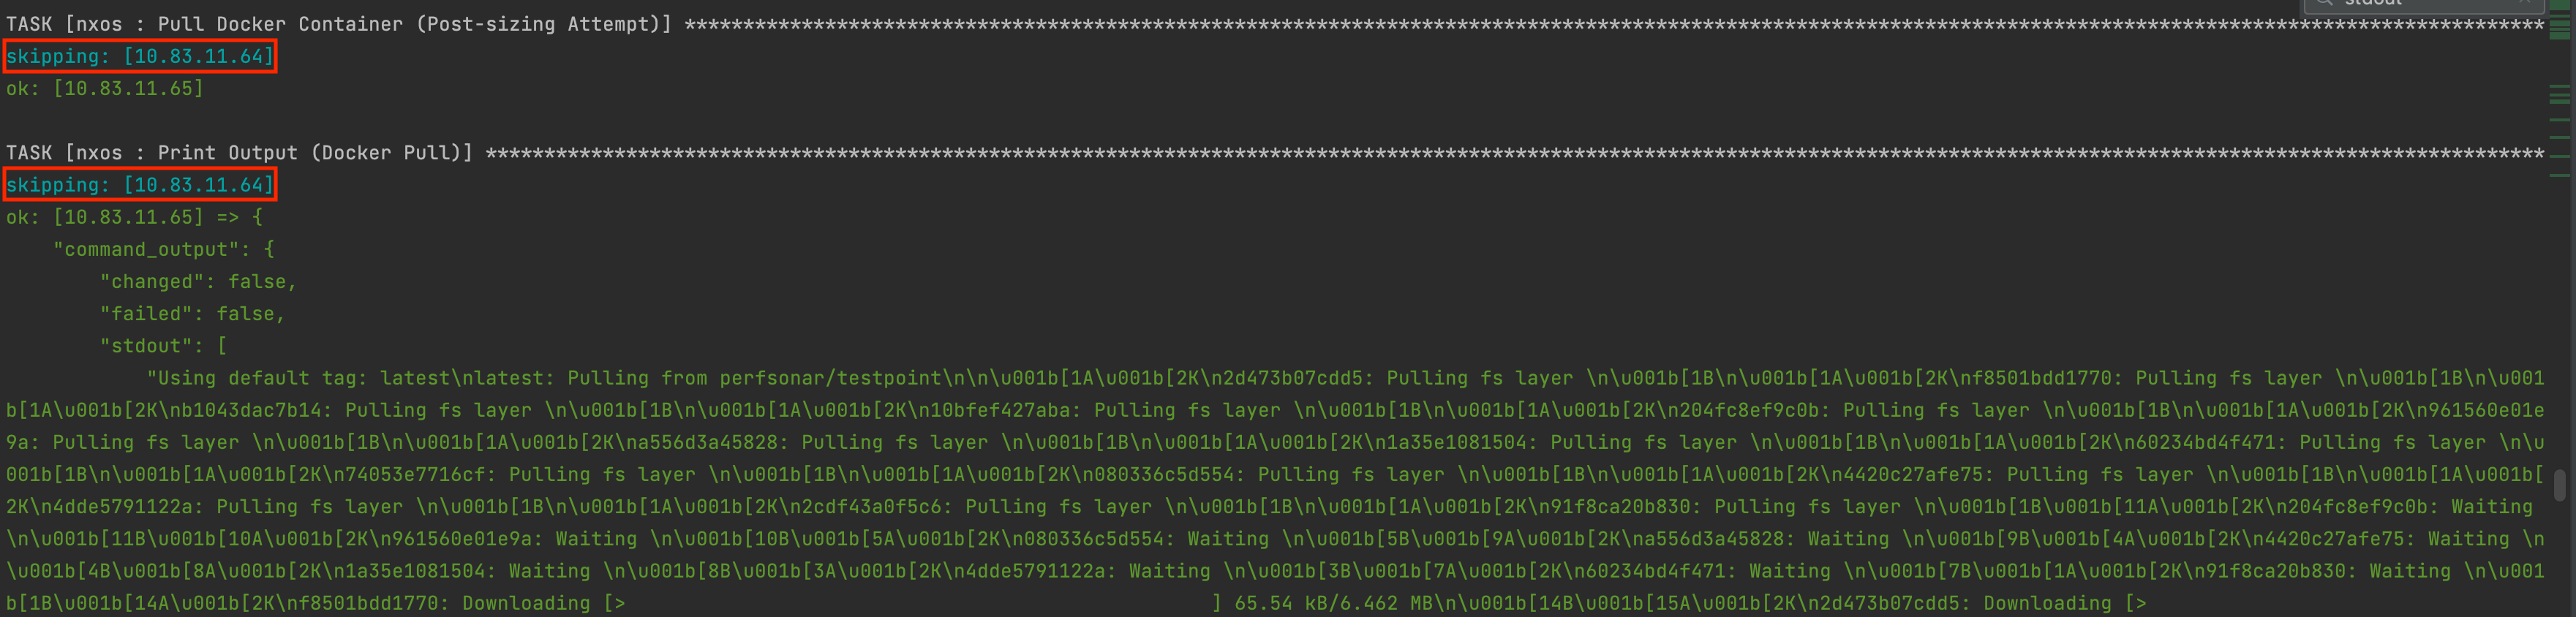 stdout
TASK [nxos : Pull Docker Container (Post-sizing Attempt)] **************************************************************************************************************************************************************
skipping: [10.83.11.64]
ok: [10.83.11.65]
TASK [nxos : Print Output (Docker Pull)] *******************************************************************************************************************************************************************************
skipping: [10.83.11.64]
ok: [10.83.11.65] => {
"command_output": {
"changed": false,
"failed": false,
"stdout": [
"Using default tag: latest\nlatest: Pulling from perfsonar/testpoint\n\n\u001b[1A\u001b[2K\n2d473b07cdd5: Pulling fs layer \n\u001b[1B\n\u001b[1A\u001b[2K\nf8501bdd1770: Pulling fs layer \n\u001b[1B\n\u001
b[1A\u001b[2K\nb1043dac7b14: Pulling fs layer \n\u001b[1B\n\u001b[1A\u001b[2K\n10bfef427aba: Pulling fs layer \n\u001b[1B\n\u001b[1A\u001b[2K\n204fc8ef9c0b: Pulling fs layer \n\u001b[1B\n\u001b[1A\u001b[2K\n961560e01e
9a: Pulling fs layer \n\u001b[1B\n\u001b[1A\u001b[2K\na556d3a45828: Pulling fs layer \n\u001b[1B\n\u001b[1A\u001b[2K\n1a35e1081504: Pulling fs layer \n\u001b[1B\n\u001b[1A\u001b[2K\n60234bd4f471: Pulling fs layer \n\u
001b[1B\n\u001b[1A\u001b[2K\n74053e7716cf: Pulling fs layer \n\u001b[1B\n\u001b[1A\u001b[2K\n080336c5d554: Pulling fs layer \n\u001b[1B\n\u001b[1A\u001b[2K\n4420c27afe75: Pulling fs layer \n\u001b[1B\n\u001b[1A\u001b[
2K\n4dde5791122a: Pulling fs layer \n\u001b[1B\n\u001b[1A\u001b[2K\n2cdf43a0f5c6: Pulling fs layer \n\u001b[1B\n\u001b[1A\u001b[2K\n91f8ca20b830: Pulling fs layer \n\u001b[1B\u001b[11A\u001b[2K\n204fc8ef9c0b: Waiting
\n\u001b[11B\u001b[10A\u001b[2K\n961560e01e9a: Waiting \n\u001b[10B\u001b[5A\u001b[2K\n080336c5d554: Waiting \n\u001b[5B\u001b[9A\u001b[2K\na556d3a45828: Waiting \n\u001b[9B\u001b[4A\u001b[2K\n4420c27afe75: Waiting \n
\u001b[4B\u001b[8A\u001b[2K\n1a35e1081504: Waiting \n\u001b[8B\u001b[3A\u001b[2K\n4dde5791122a: Waiting \n\u001b[3B\u001b[7A\u001b[2K\n60234bd4f471: Waiting \n\u001b[7B\u001b[1A\u001b[2K\n91f8ca20b830: Waiting \n\u001
b[1B\u001b[14A\u001b[2K\nf8501bdd1770: Downloading [> ] 65.54 kB/6.462 MB\n\u001b[14B\u001b[15A\u001b[2K\n2d473b07cdd5: Downloading [>